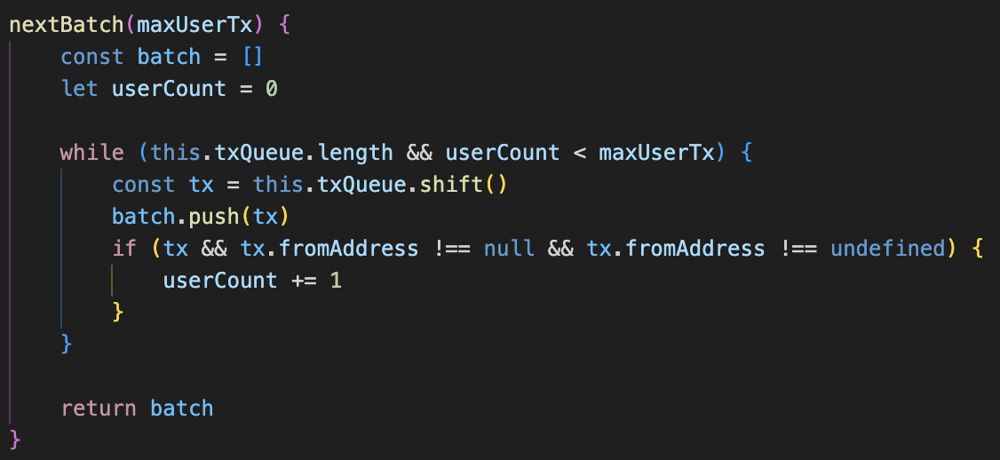 nextBatch(maxUserTx) {
    const batch = []
    let userCount = 0

    while (this.txQueue.length && userCount < maxUserTx) {
        const tx = this.txQueue.shift()
        batch.push(tx)
        if (tx && tx.fromAddress !== null && tx.fromAddress !== undefined) {
            userCount += 1
        }
    }

    return batch
}